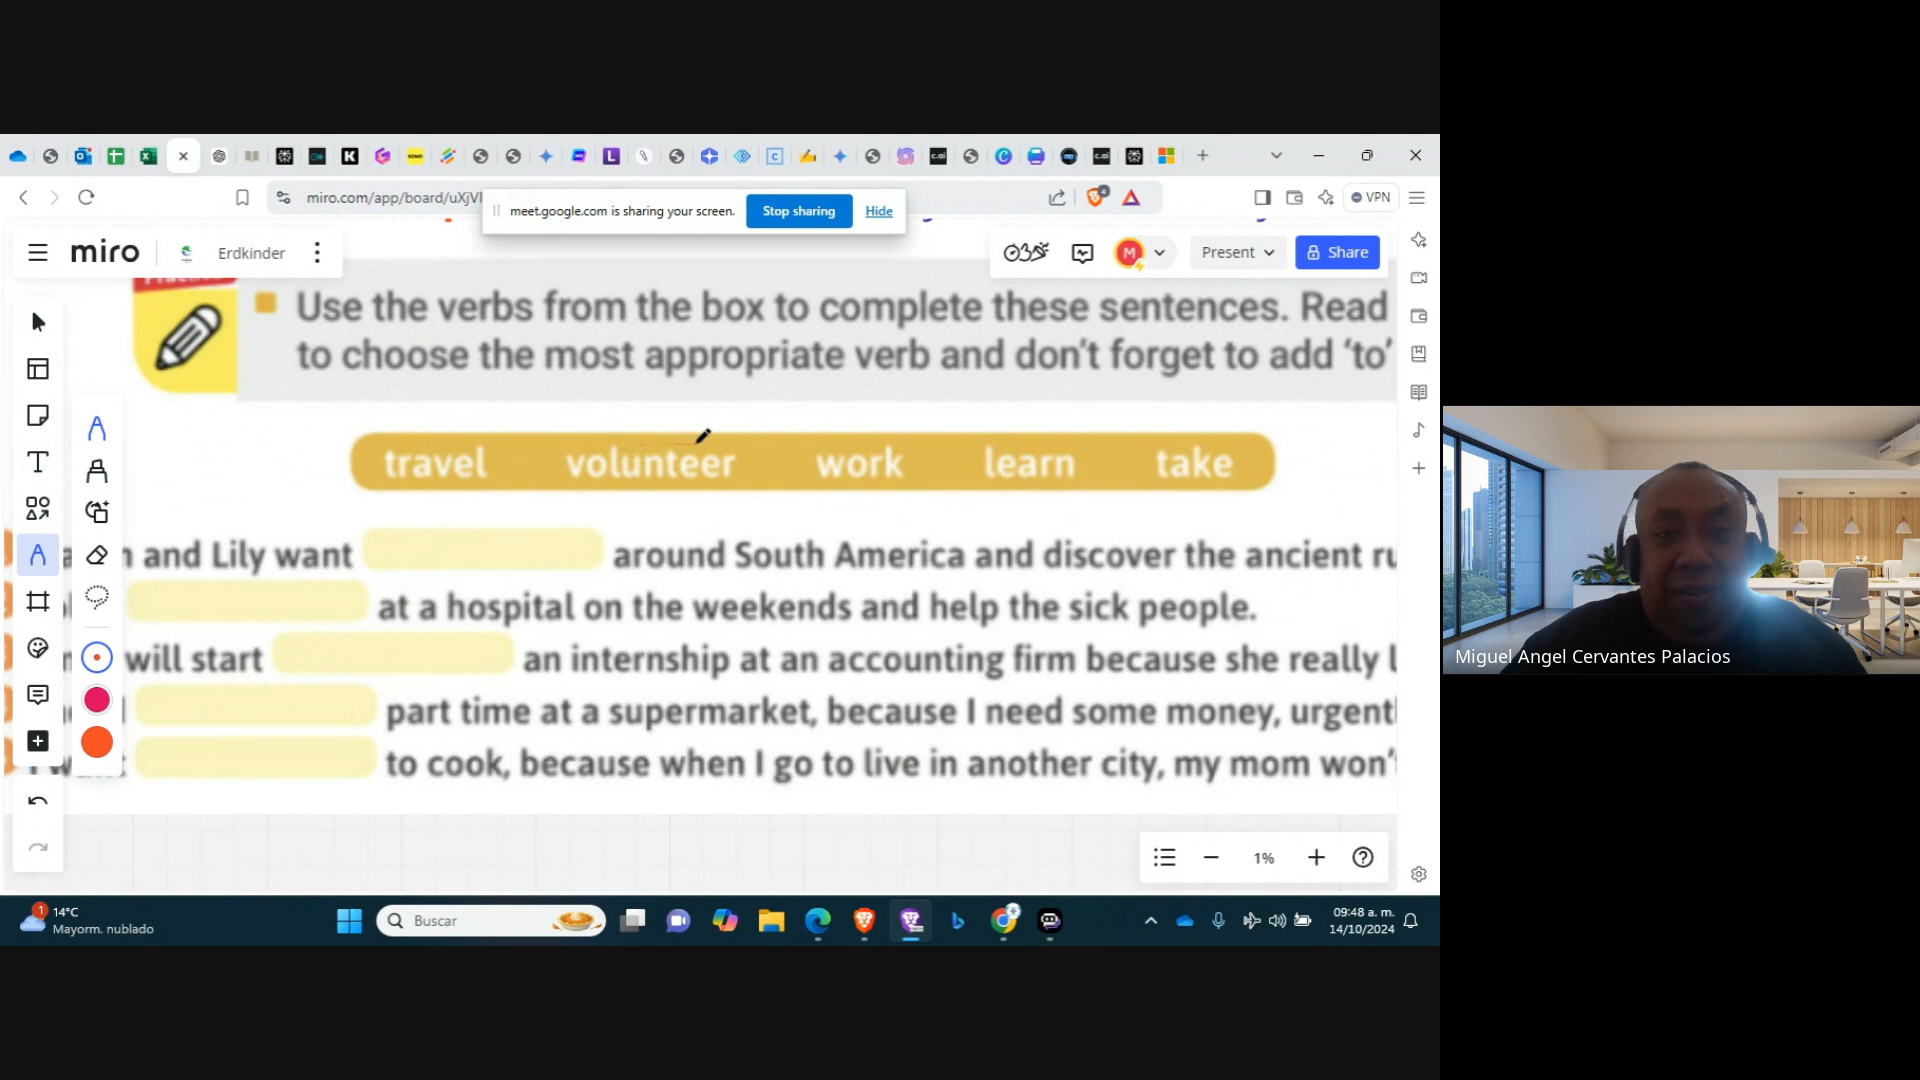 miro.com/app/board/uXjVI
meet.google.com is sharing your screen.
Stop sharing
Hide
VPN
miro
Erdkinder
M
Present
Share
Use the verbs from the box to complete these sentences. Read
to choose the most appropriate verb and don't forget to add 'to'
travel volunteer work learn take
and Lily want around South America and discover the ancient ru
at a hospital on the weekends and help the sick people.
will start an internship at an accounting firm because she really l
part time at a supermarket, because I need some money, urgentl
to cook, because when I go to live in another city, my mom won't
1%
Miguel Angel Cervantes Palacios
1
14°C
Mayorm. nublado
Buscar
09:48 a. m.
14/10/2024